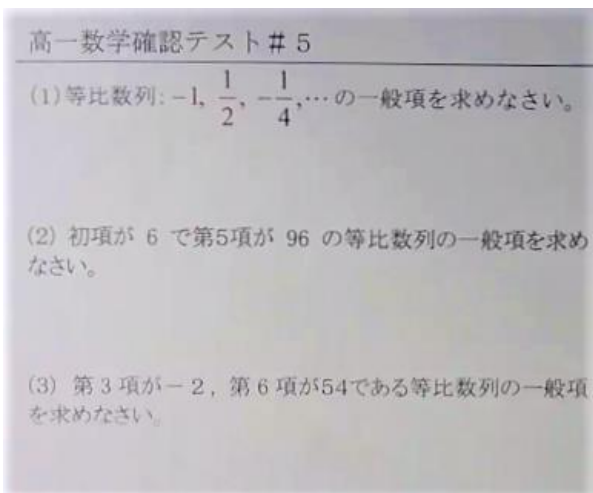 高一数学確認テスト＃５
(1)等比数列: −1, 1/2, −1/4,… の一般項を求めなさい。
(2) 初項が 6 で第5項が 96 の等比数列の一般項を求め
なさい。
(3) 第３項が－２，第６項が54である等比数列の一般項
を求めなさい。